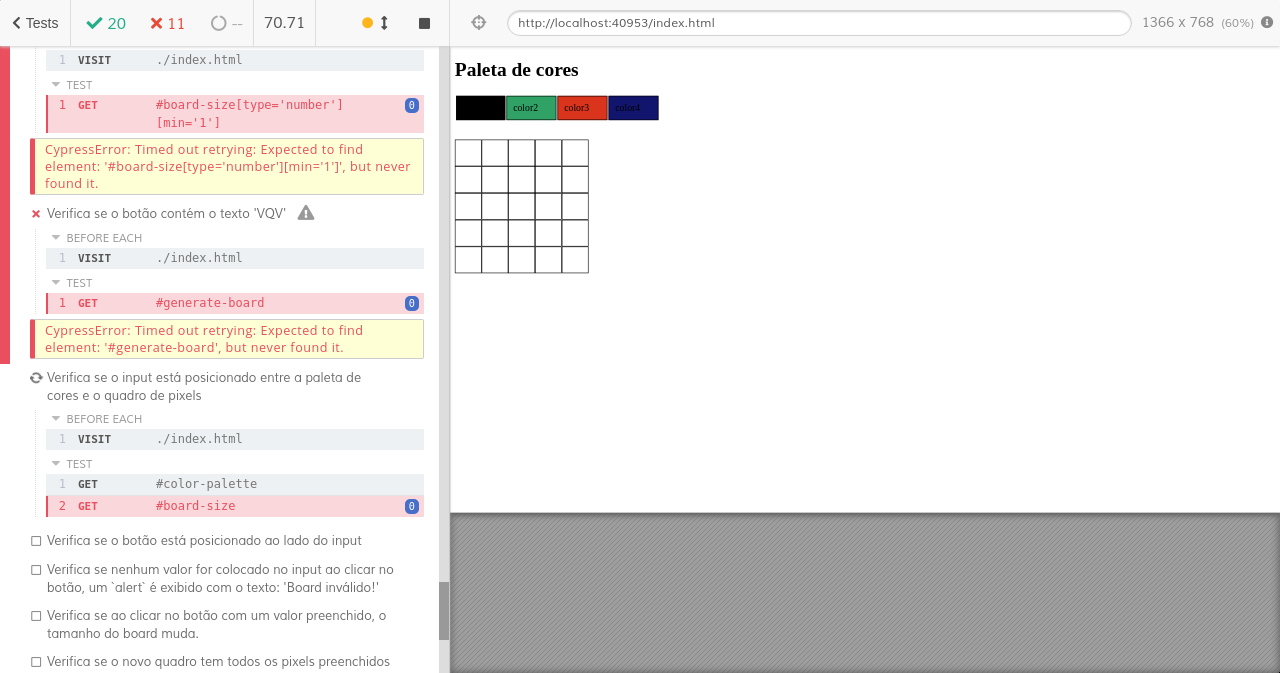 Tests 20 11 -- 70.71
1 VISIT ./index.html
TEST
1 GET #board-size[type='number']
[min='1'] 0
CypressError: Timed out retrying: Expected to find
element: '#board-size[type='number'][min='1']', but never
found it.
Verifica se o botão contém o texto 'VQV'
BEFORE EACH
1 VISIT ./index.html
TEST
1 GET #generate-board 0
CypressError: Timed out retrying: Expected to find
element: '#generate-board', but never found it.
Verifica se o input está posicionado entre a paleta de
cores e o quadro de pixels
BEFORE EACH
1 VISIT ./index.html
TEST
1 GET #color-palette
2 GET #board-size 0
Verifica se o botão está posicionado ao lado do input
Verifica se nenhum valor for colocado no input ao clicar no
botão, um `alert` é exibido com o texto: 'Board inválido!'
Verifica se ao clicar no botão com um valor preenchido, o
tamanho do board muda.
Verifica se o novo quadro tem todos os pixels preenchidos
http://localhost:40953/index.html 1366 x 768 (60%)
Paleta de cores
color2 color3 color4